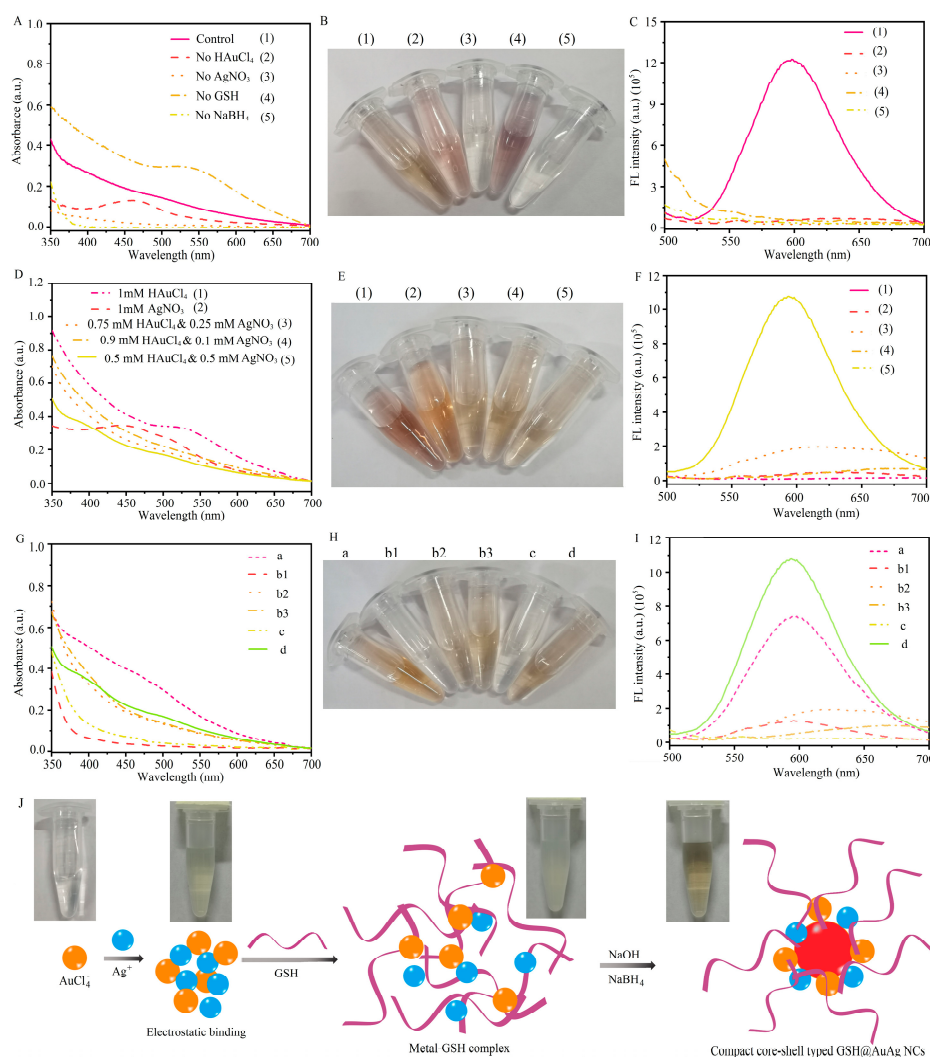 A
Absorbance (a.u.)
1.0
0.8
0.6
0.4
0.2
0.0
Control (1)
No HAuCl₄ (2)
No AgNO₃ (3)
No GSH (4)
No NaBH₄ (5)
350 400 450 500 550 600 650 700
Wavelength (nm)
B
(1) (2) (3) (4) (5)
C
FL intensity (a.u.) (10⁵)
15
12
9
6
3
0
(1)
(2)
(3)
(4)
(5)
500 550 600 650 700
Wavelength (nm)
D
Absorbance (a.u.)
1.2
1.0
0.8
0.6
0.4
0.2
0.0
1mM HAuCl₄ (1)
1mM AgNO₃ (2)
0.75 mM HAuCl₄ & 0.25 mM AgNO₃ (3)
0.9 mM HAuCl₄ & 0.1 mM AgNO₃ (4)
0.5 mM HAuCl₄ & 0.5 mM AgNO₃ (5)
350 400 450 500 550 600 650 700
Wavelength (nm)
E
(1) (2) (3) (4) (5)
F
FL intensity (a.u.) (10⁵)
12
10
8
6
4
2
0
(1)
(2)
(3)
(4)
(5)
500 550 600 650 700
Wavelength (nm)
G
Absorbance (a.u.)
1.0
0.8
0.6
0.4
0.2
0.0
a
b1
b2
b3
c
d
350 400 450 500 550 600 650 700
Wavelength (nm)
H
a b1 b2 b3 c d
I
FL intensity (a.u.) (10⁵)
12
10
8
6
4
2
0
a
b1
b2
b3
c
d
500 550 600 650 700
Wavelength (nm)
J
AuCl₄⁻
Ag⁺
Electrostatic binding
GSH
Metal-GSH complex
NaOH
NaBH₄
Compact core-shell typed GSH@AuAg NCs